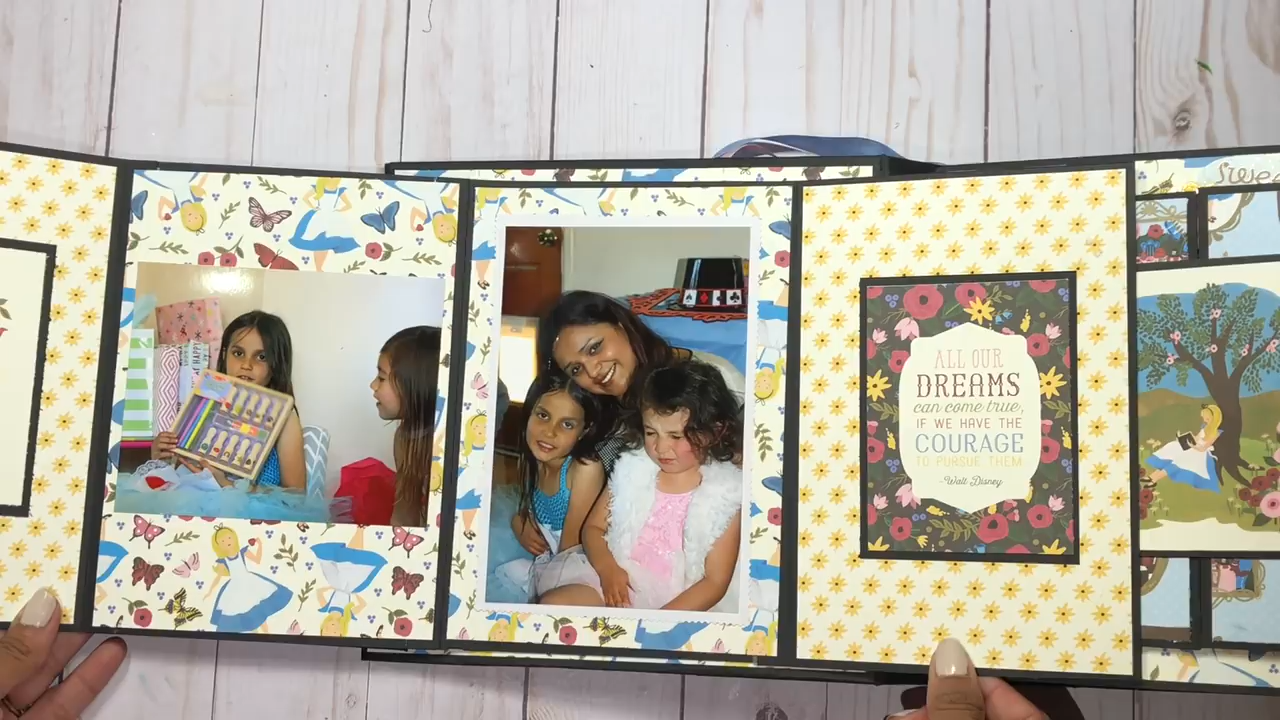 ALL OUR
DREAMS
can come true,
IF WE HAVE THE
COURAGE
TO PURSUE THEM
-Walt Disney